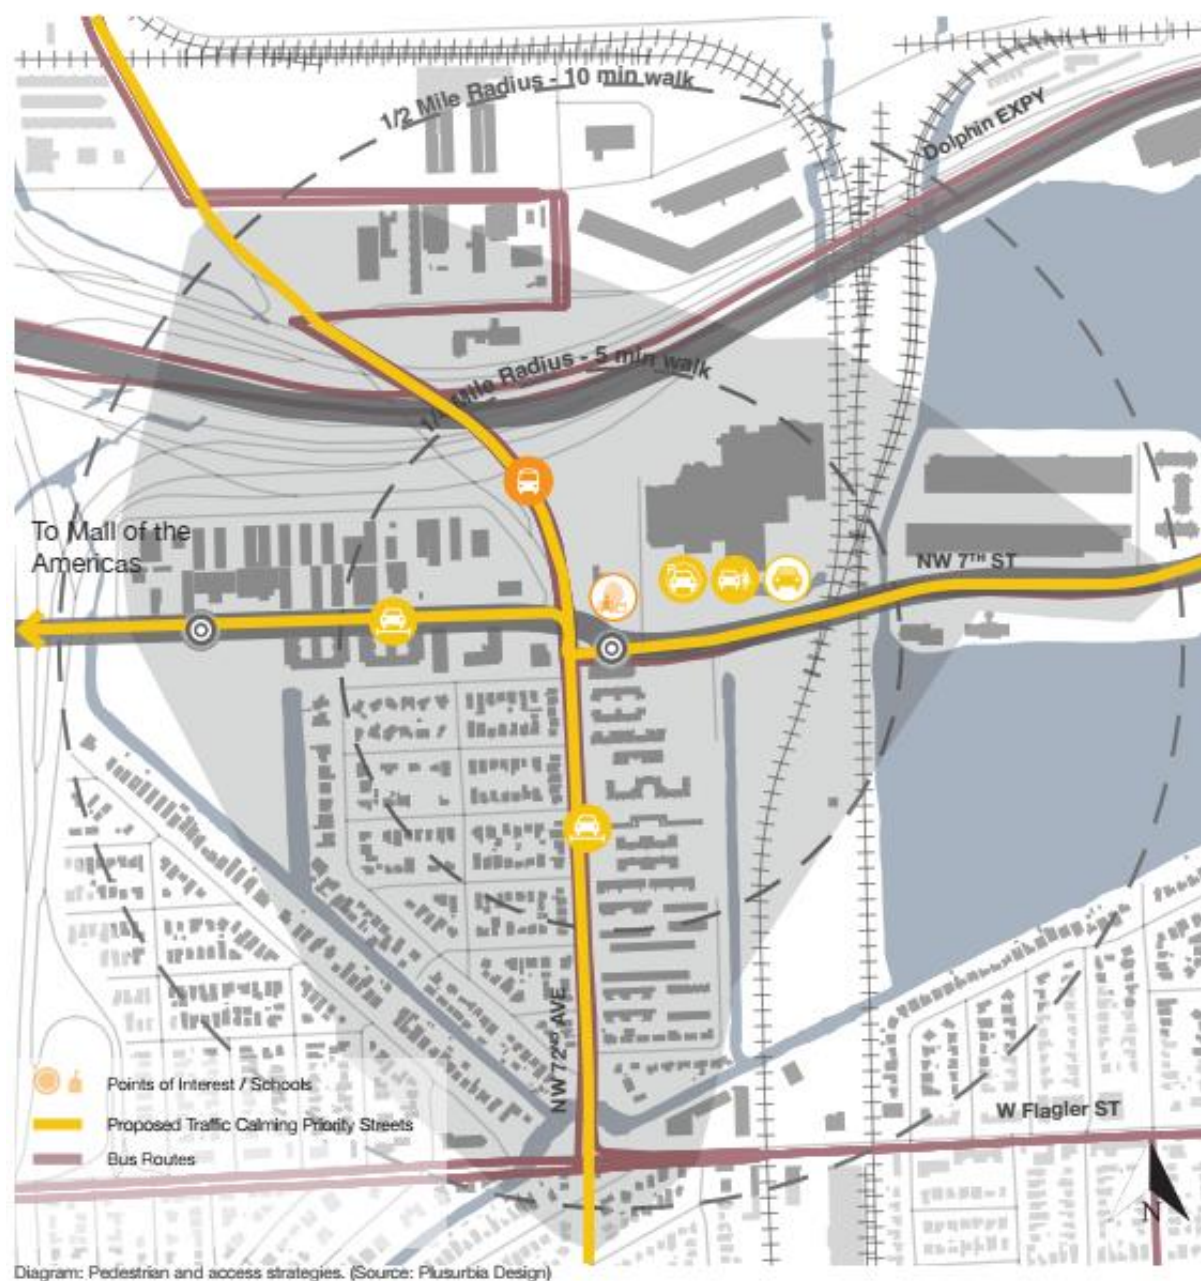 1/2 Mile Radius - 10 min walk
Dolphin EXPY
1/4 Mile Radius - 5 min walk
To Mall of the
Americas
NW 7TH ST
NW 72ND AVE
W Flagler ST
Points of Interest / Schools
Proposed Traffic Calming Priority Streets
Bus Routes
N
Diagram: Pedestrian and access strategies. (Source: Plusurbia Design)